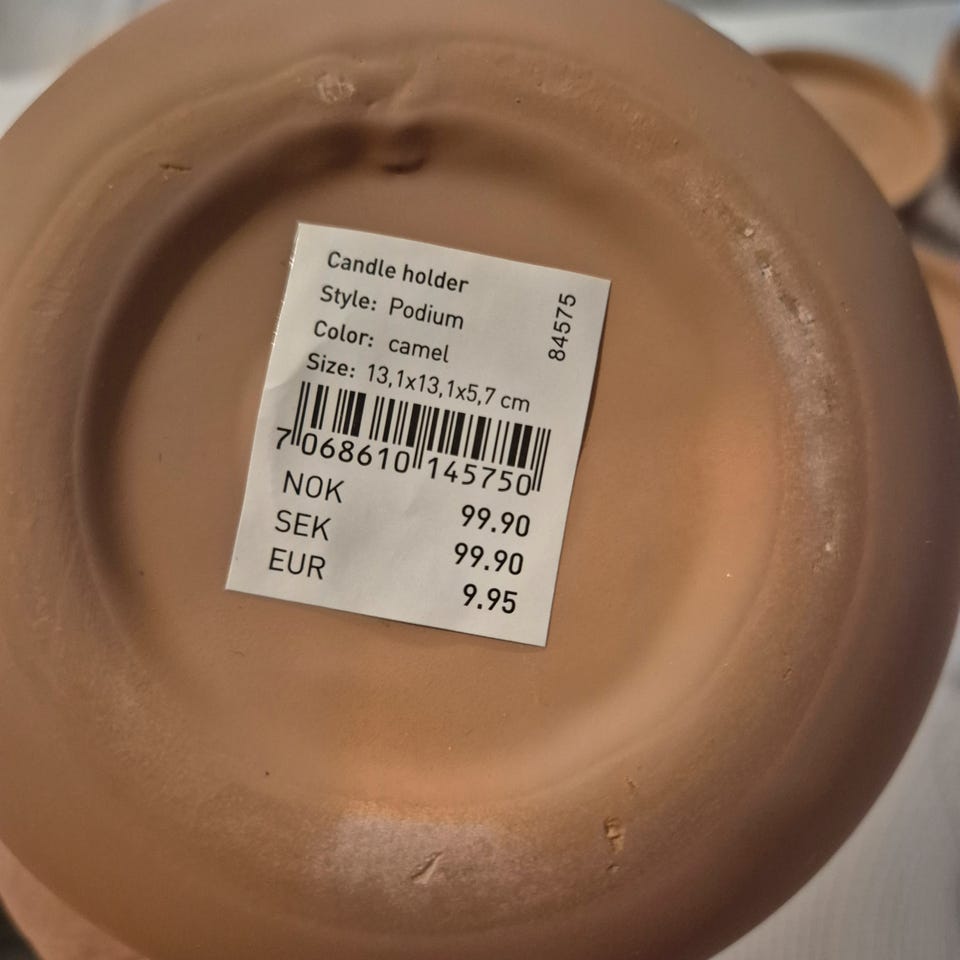 Candle holder
Style: Podium
Color: camel
Size: 13,1x13,1x5,7 cm
84575
7 068610 145750
NOK 99.90
SEK 99.90
EUR 9.95